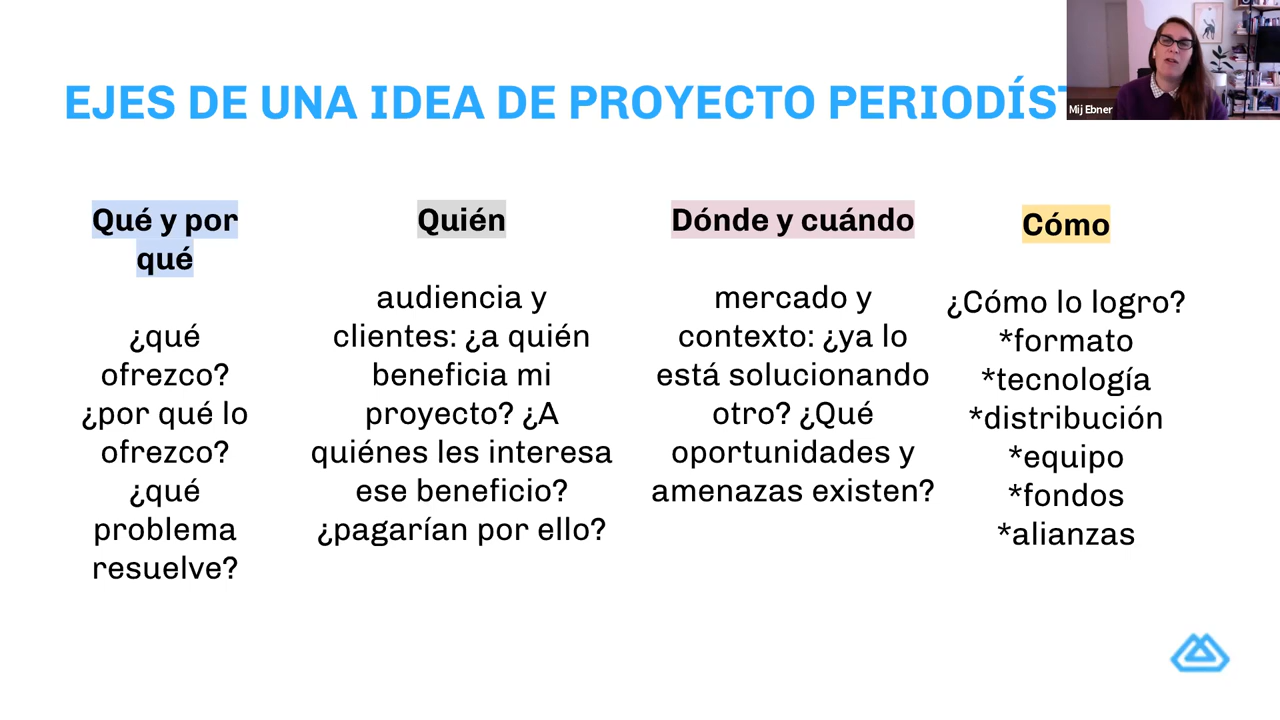 EJES DE UNA IDEA DE PROYECTO PERIODÍST
Mij Ebner
Qué y por
qué
¿qué
ofrezco?
¿por qué lo
ofrezco?
¿qué
problema
resuelve?
Quién
audiencia y
clientes: ¿a quién
beneficia mi
proyecto? ¿A
quiénes les interesa
ese beneficio?
¿pagarían por ello?
Dónde y cuándo
mercado y
contexto: ¿ya lo
está solucionando
otro? ¿Qué
oportunidades y
amenazas existen?
Cómo
¿Cómo lo logro?
*formato
*tecnología
*distribución
*equipo
*fondos
*alianzas